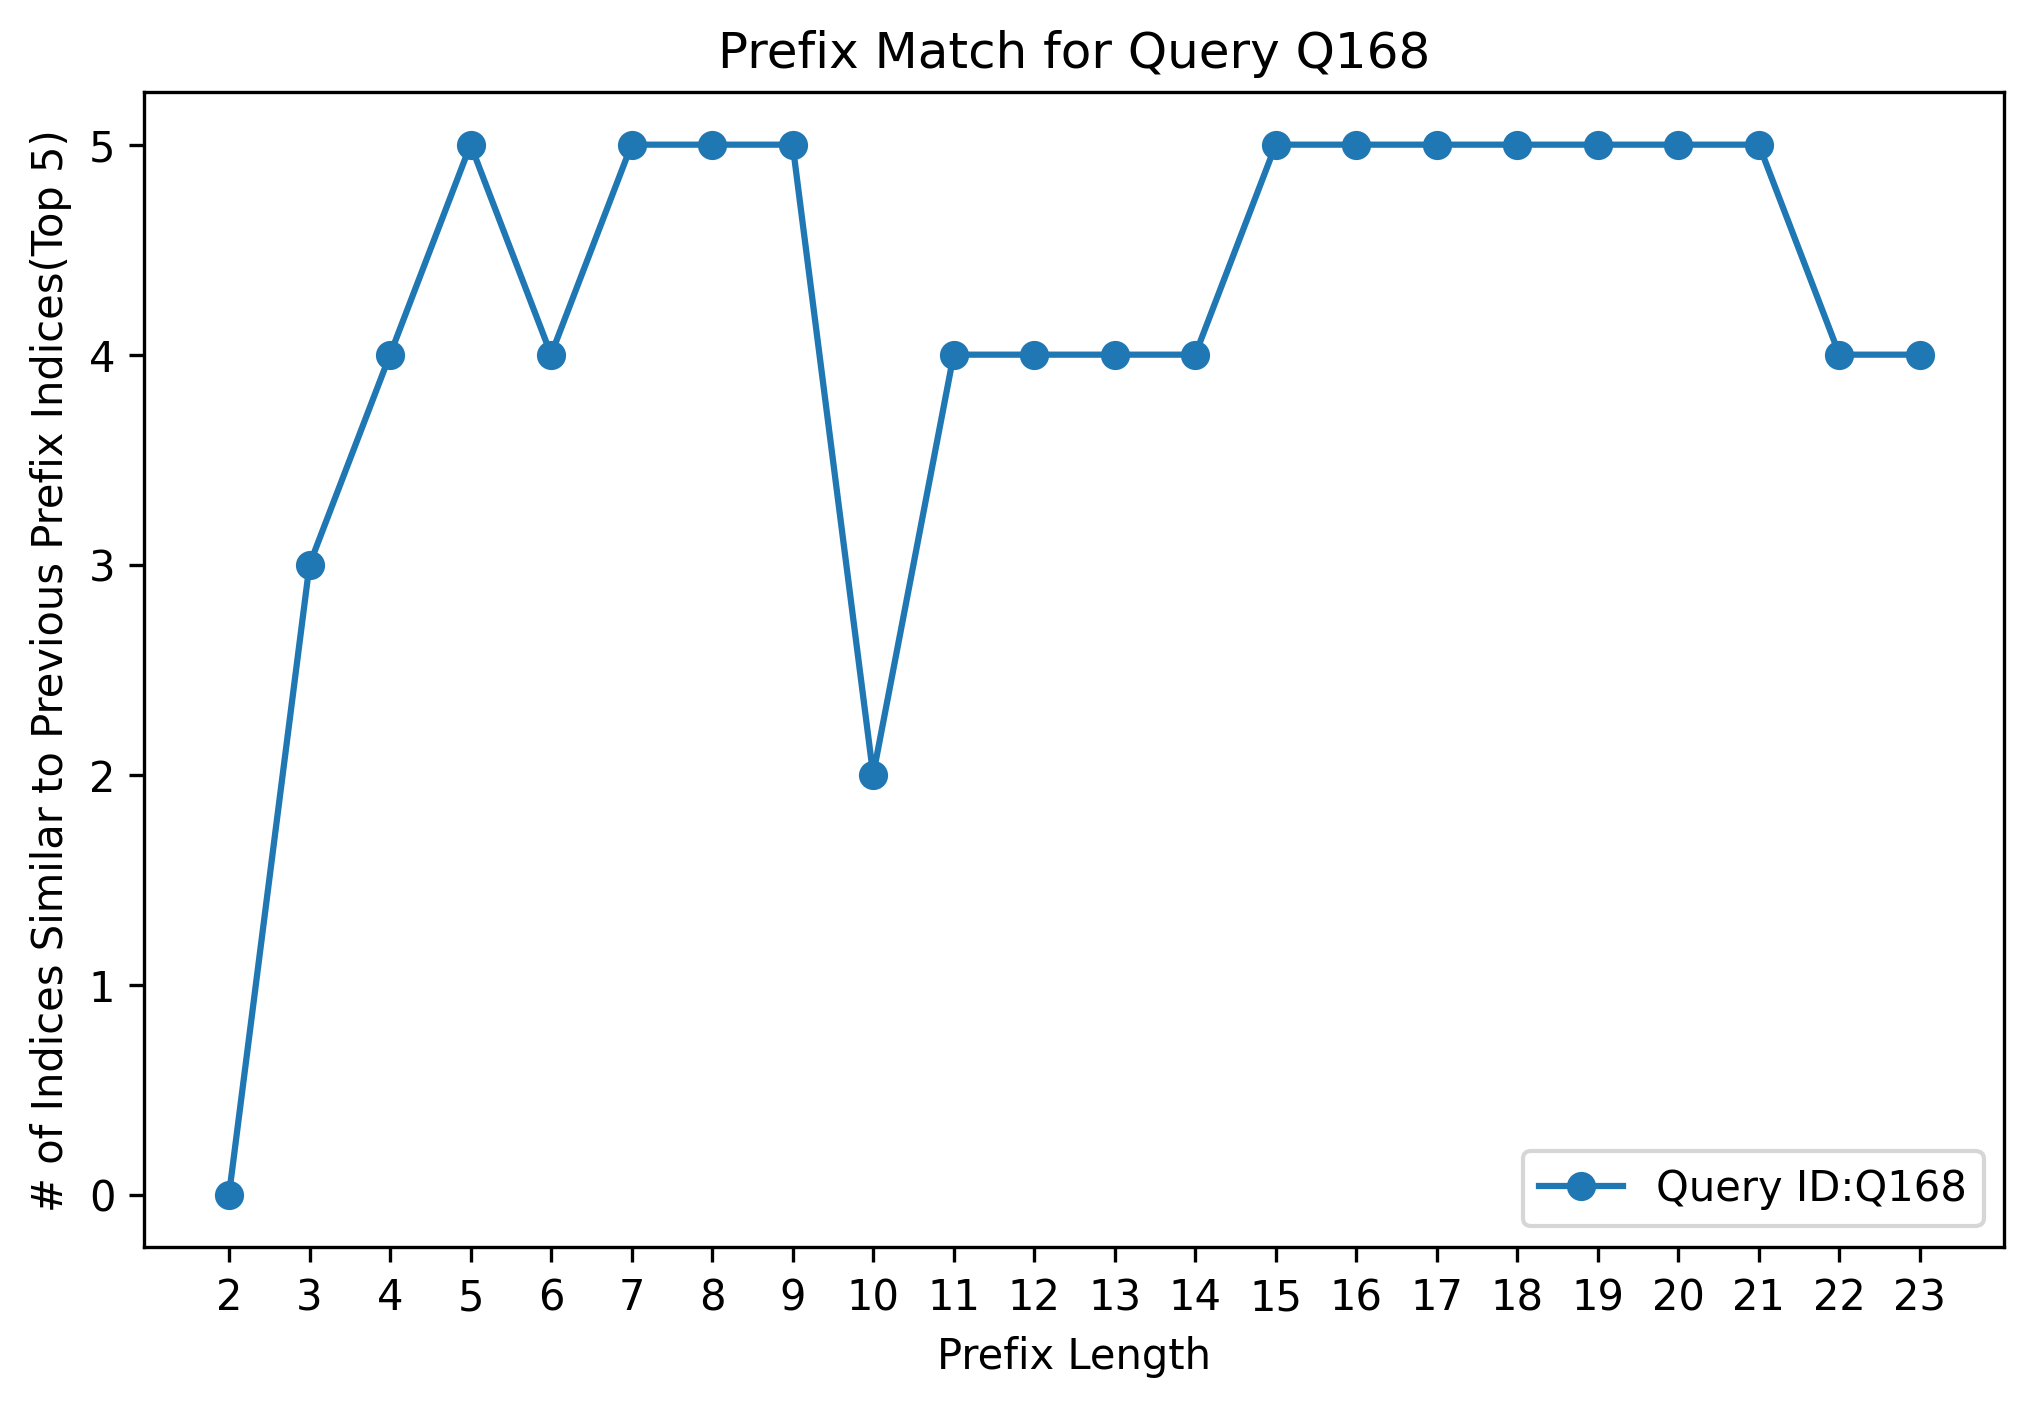 Prefix Match for Query Q168
# of Indices Similar to Previous Prefix Indices(Top 5)
5
4
3
2
1
0
Query ID:Q168
2 3 4 5 6 7 8 9 10 11 12 13 14 15 16 17 18 19 20 21 22 23
Prefix Length